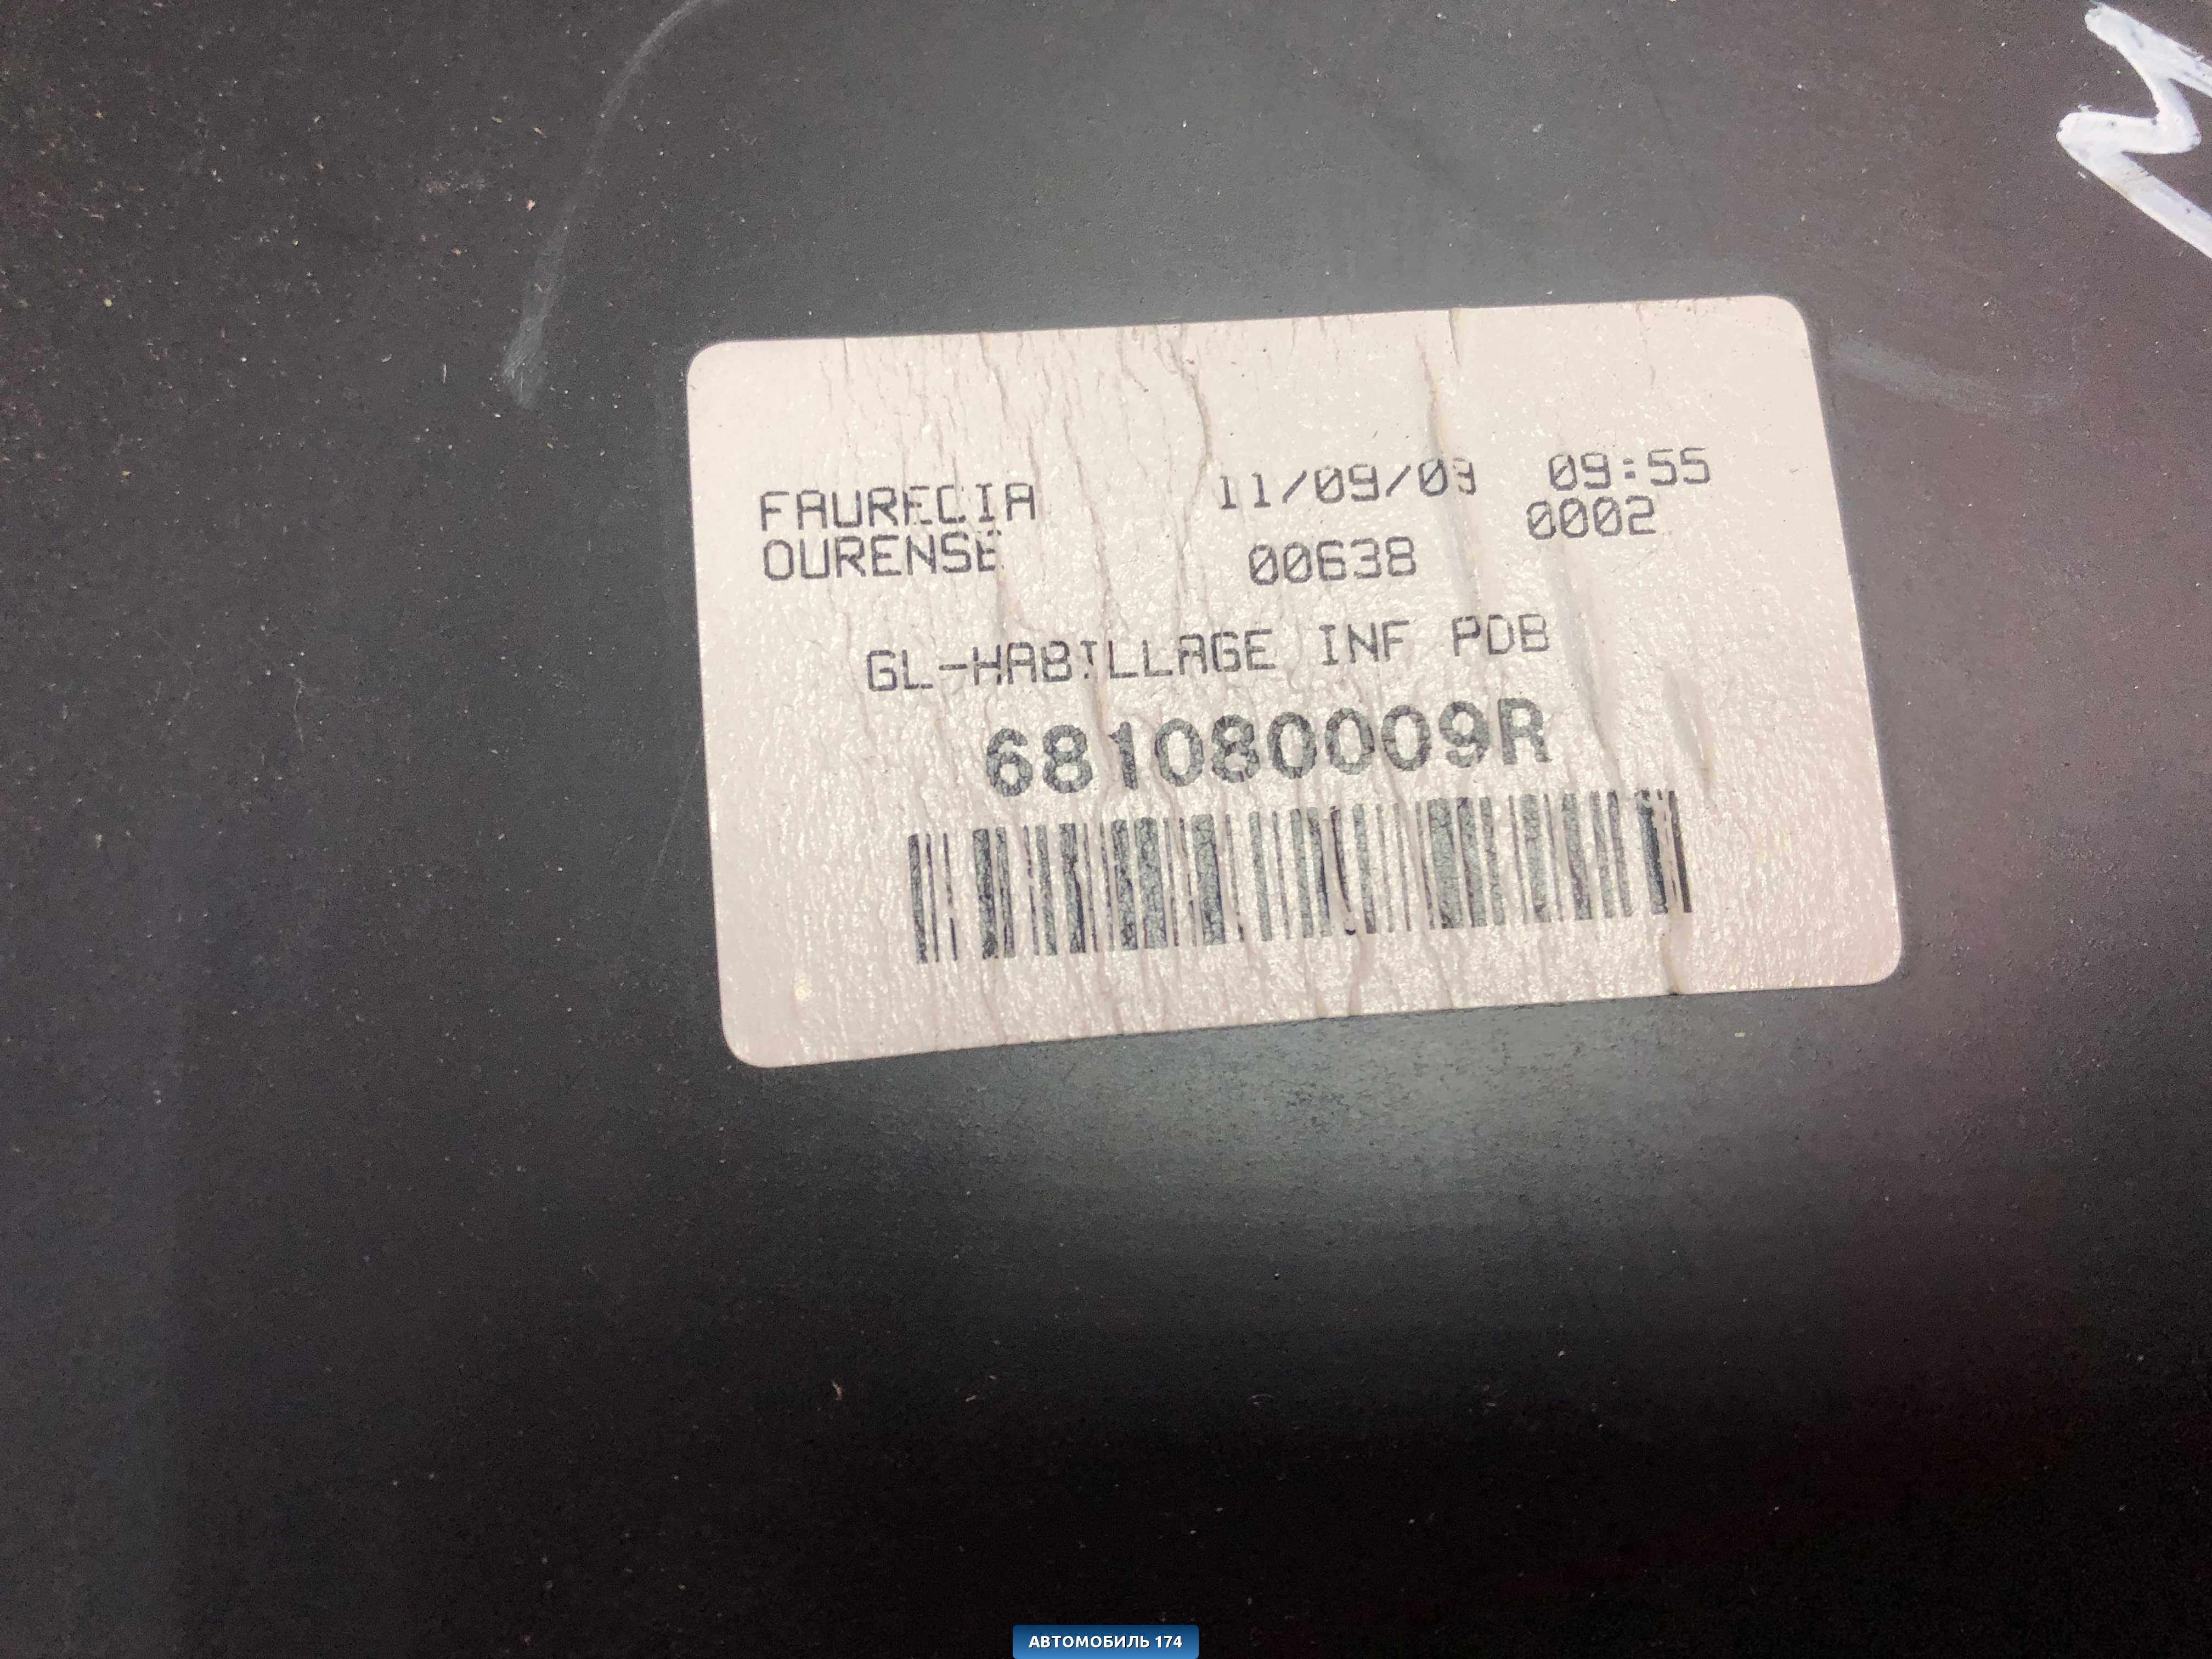 FAURECIA 11/09/09 09:55
OURENSE 00638 0002
GL-HABILLAGE INF PDB
681080009R
АВТОМОБИЛЬ 174